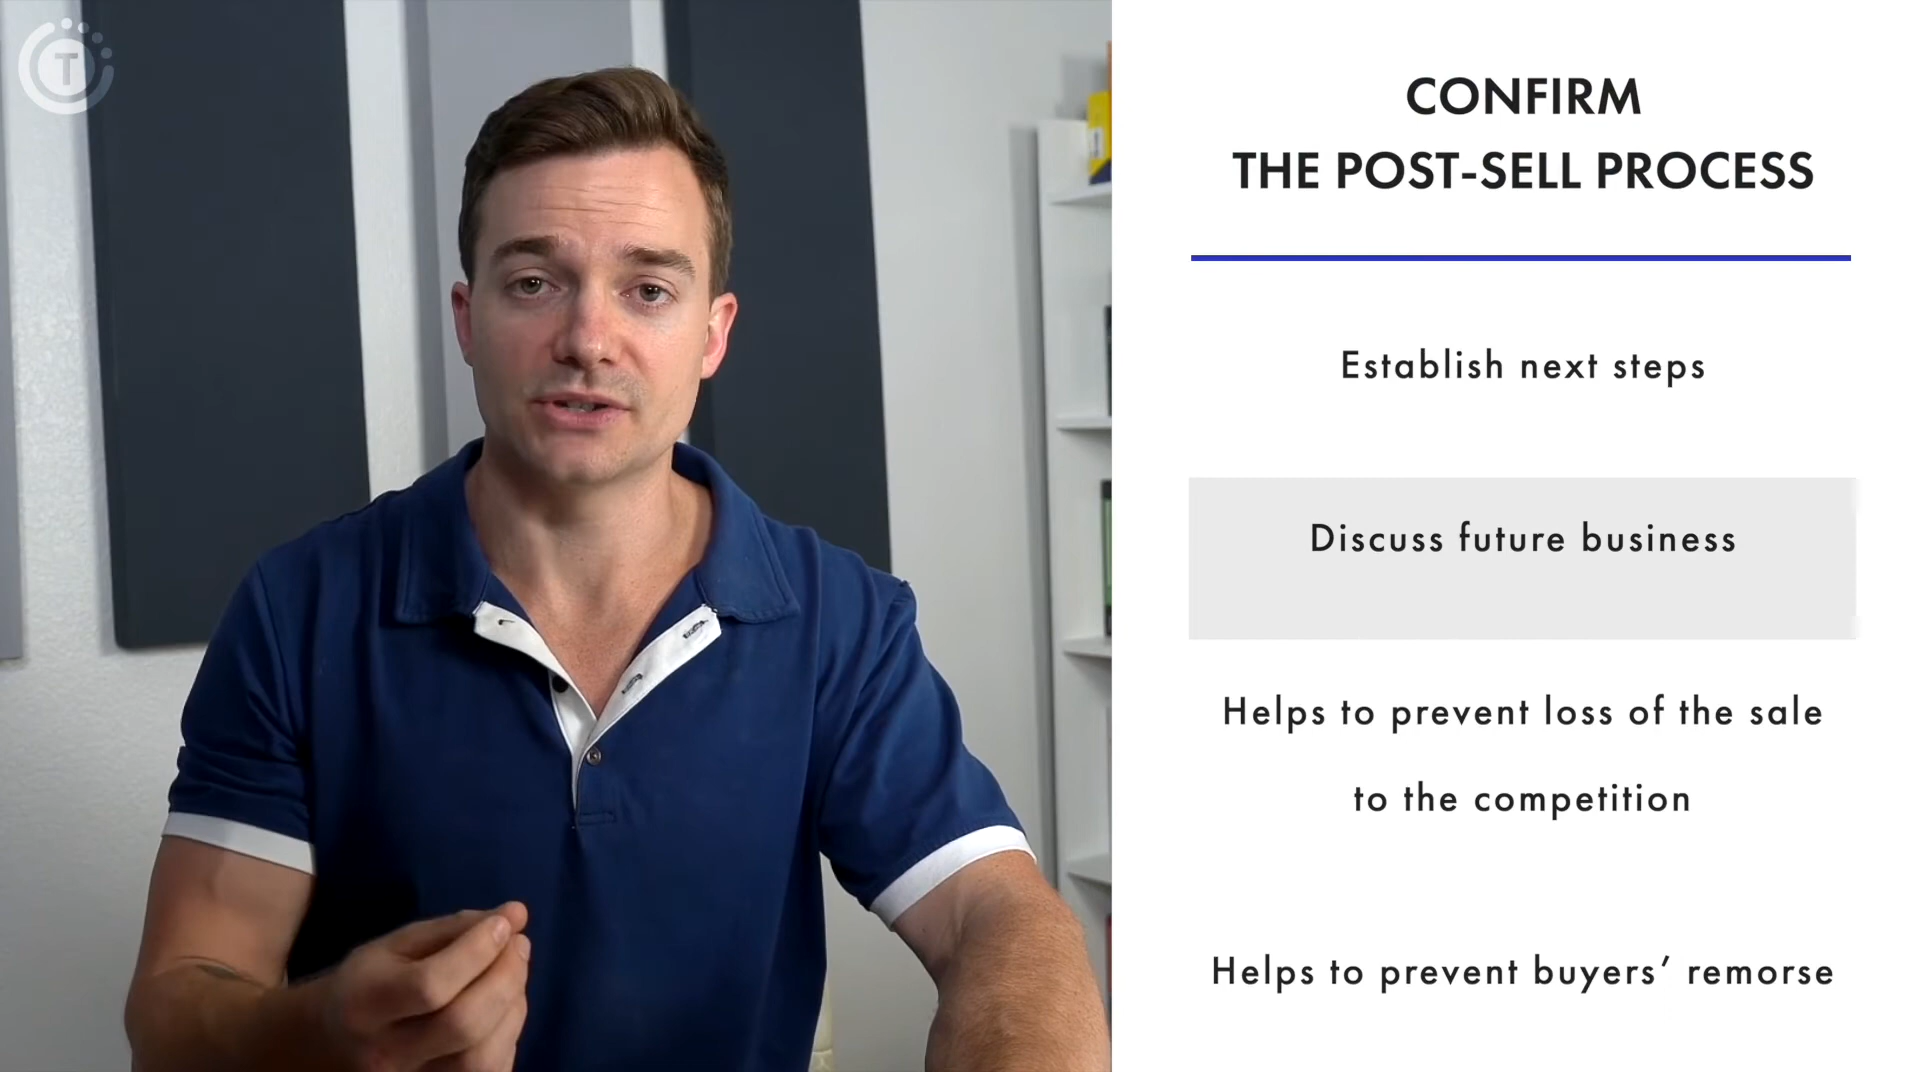 T
CONFIRM
THE POST-SELL PROCESS
Establish next steps
Discuss future business
Helps to prevent loss of the sale
to the competition
Helps to prevent buyers’ remorse